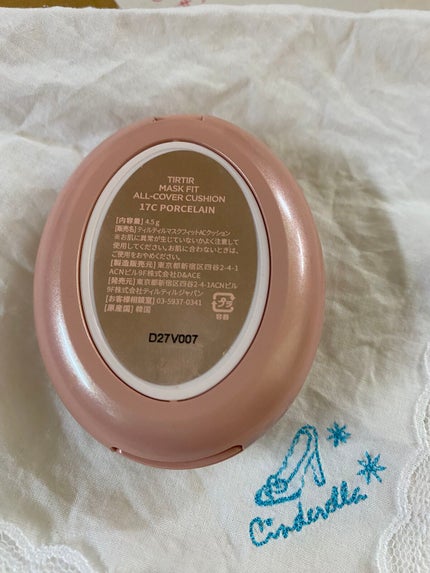 TIRTIR
MASK FIT
ALL-COVER CUSHION
17C PORCELAIN
[内容量] 4.5g
[販売名] ティルティルマスクフィットACクッション
※お肌に異常が生じていないかよく注意して
使用してください。お肌に合わないときは、
ご使用をおやめください。
[製造販売元] 東京都新宿区四谷2-4-1
ACNビル9F株式会社D&ACE
[発売元] 東京都新宿区四谷2-4-1ACNビル
9F株式会社ティルティルジャパン
[お客様相談室] 03-5937-0341
[原産国] 韓国
プラ
容器
D27V007
Cinderella